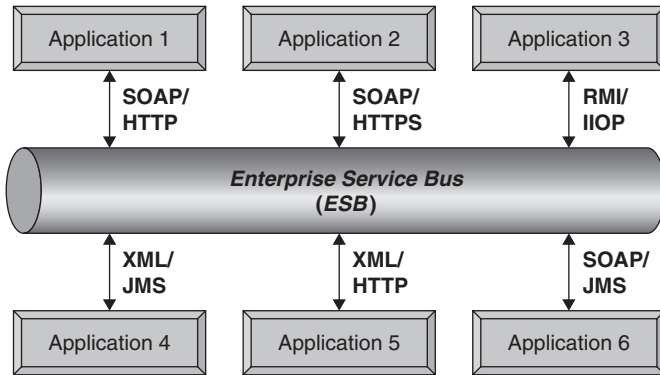 Application 1
Application 2
Application 3
SOAP/
HTTP
SOAP/
HTTPS
RMI/
IIOP
Enterprise Service Bus
(ESB)
XML/
JMS
XML/
HTTP
SOAP/
JMS
Application 4
Application 5
Application 6